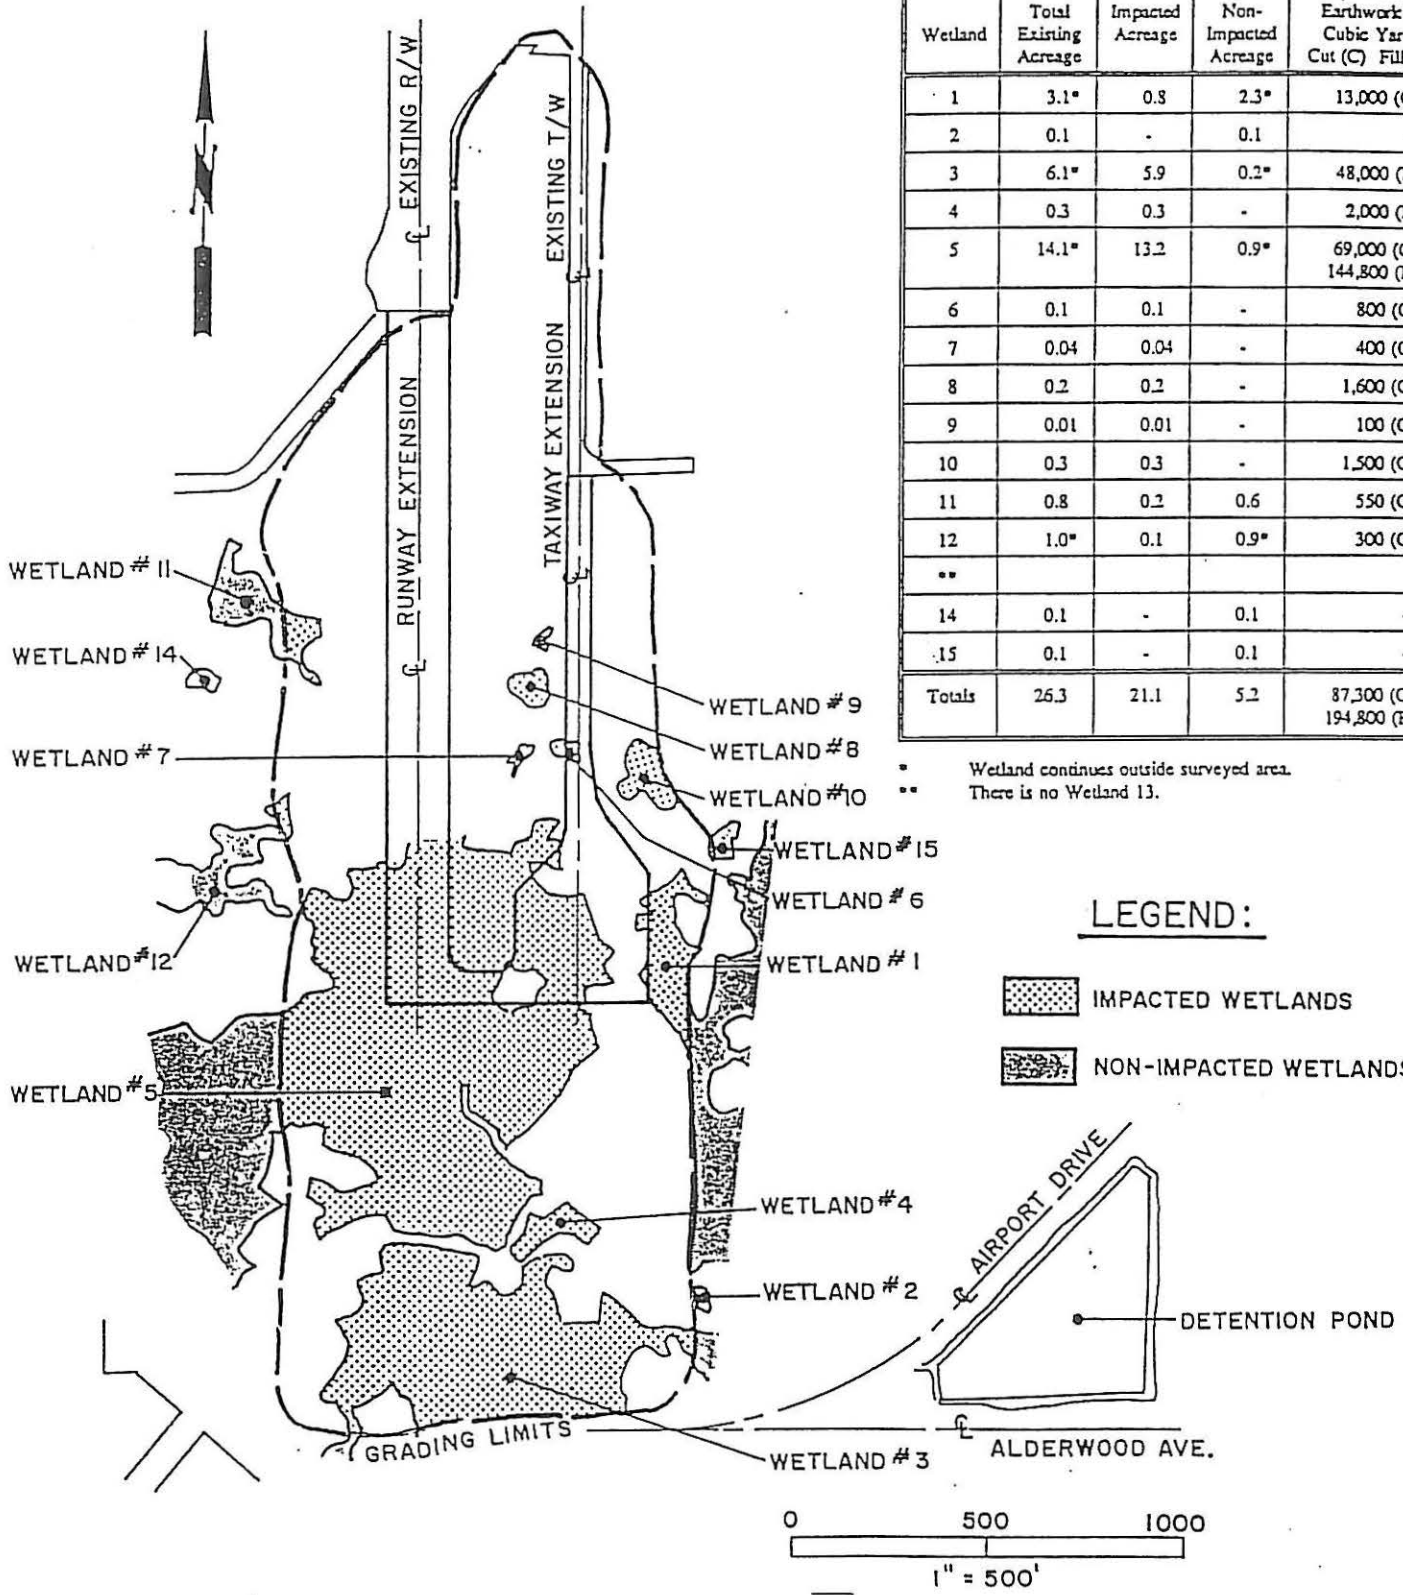 Wetland | Total Existing Acreage | Impacted Acreage | Non-Impacted Acreage | Earthwork Cubic Yar Cut (C) Fill
1 | 3.1* | 0.8 | 2.3* | 13,000 (
2 | 0.1 | - | 0.1
3 | 6.1* | 5.9 | 0.2* | 48,000 (
4 | 0.3 | 0.3 | - | 2,000 (
5 | 14.1* | 13.2 | 0.9* | 69,000 (C
144,800 (
6 | 0.1 | 0.1 | - | 800 (C
7 | 0.04 | 0.04 | - | 400 (C
8 | 0.2 | 0.2 | - | 1,600 (C
9 | 0.01 | 0.01 | - | 100 (C
10 | 0.3 | 0.3 | - | 1,500 (C
11 | 0.8 | 0.2 | 0.6 | 550 (C
12 | 1.0* | 0.1 | 0.9* | 300 (C
**
14 | 0.1 | - | 0.1 | -
15 | 0.1 | - | 0.1 | -
Totals | 26.3 | 21.1 | 5.2 | 87,300 (C
194,800 (F
* Wetland continues outside surveyed area.
** There is no Wetland 13.
N
EXISTING R/W
EXISTING T/W
CL
CL
RUNWAY EXTENSION
TAXIWAY EXTENSION
CL
CL
WETLAND #11
WETLAND #14
WETLAND #7
WETLAND #9
WETLAND #8
WETLAND #10
WETLAND #15
WETLAND #6
WETLAND #12
WETLAND #1
WETLAND #5
WETLAND #4
WETLAND #2
WETLAND #3
GRADING LIMITS
LEGEND:
IMPACTED WETLANDS
NON-IMPACTED WETLANDS
CL AIRPORT DRIVE
DETENTION POND
CL
ALDERWOOD AVE.
0 500 1000
1" = 500'